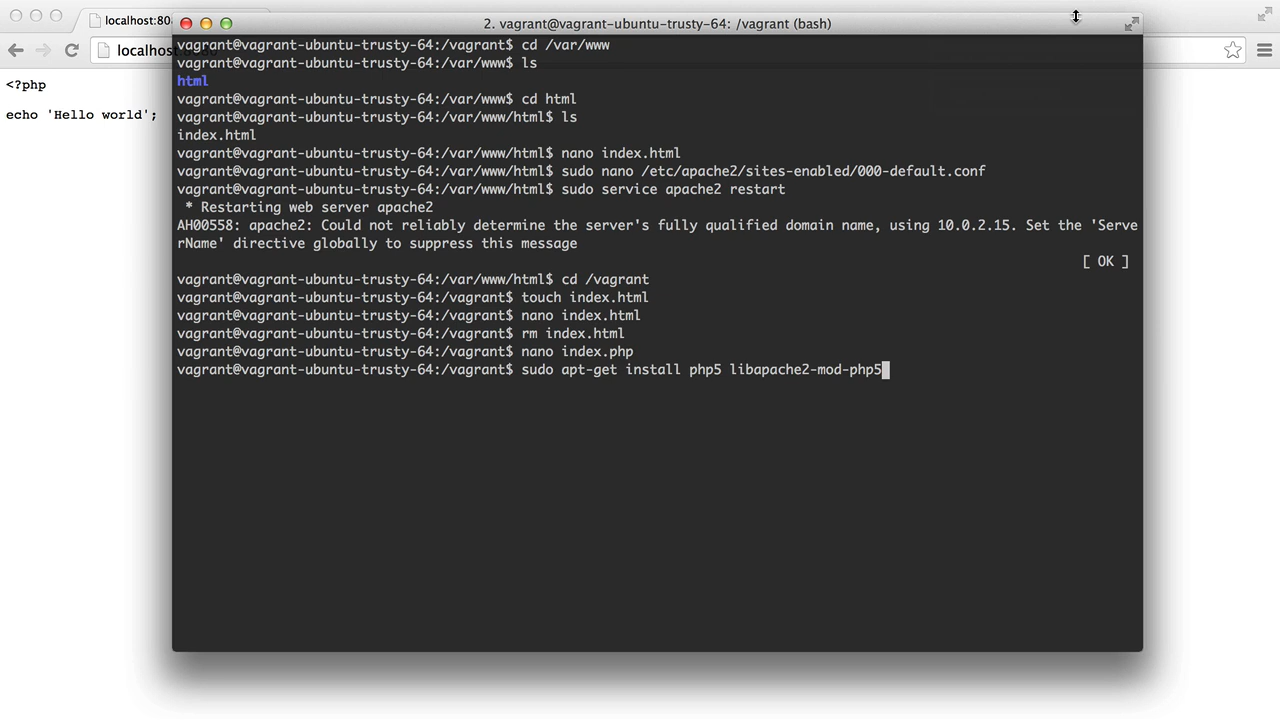 localhost:80
localhost
<?php
echo 'Hello world';
2. vagrant@vagrant-ubuntu-trusty-64: /vagrant (bash)
vagrant@vagrant-ubuntu-trusty-64:/vagrant$ cd /var/www
vagrant@vagrant-ubuntu-trusty-64:/var/www$ ls
html
vagrant@vagrant-ubuntu-trusty-64:/var/www$ cd html
vagrant@vagrant-ubuntu-trusty-64:/var/www/html$ ls
index.html
vagrant@vagrant-ubuntu-trusty-64:/var/www/html$ nano index.html
vagrant@vagrant-ubuntu-trusty-64:/var/www/html$ sudo nano /etc/apache2/sites-enabled/000-default.conf
vagrant@vagrant-ubuntu-trusty-64:/var/www/html$ sudo service apache2 restart
 * Restarting web server apache2
AH00558: apache2: Could not reliably determine the server's fully qualified domain name, using 10.0.2.15. Set the 'Serve
rName' directive globally to suppress this message
[ OK ]
vagrant@vagrant-ubuntu-trusty-64:/var/www/html$ cd /vagrant
vagrant@vagrant-ubuntu-trusty-64:/vagrant$ touch index.html
vagrant@vagrant-ubuntu-trusty-64:/vagrant$ nano index.html
vagrant@vagrant-ubuntu-trusty-64:/vagrant$ rm index.html
vagrant@vagrant-ubuntu-trusty-64:/vagrant$ nano index.php
vagrant@vagrant-ubuntu-trusty-64:/vagrant$ sudo apt-get install php5 libapache2-mod-php5